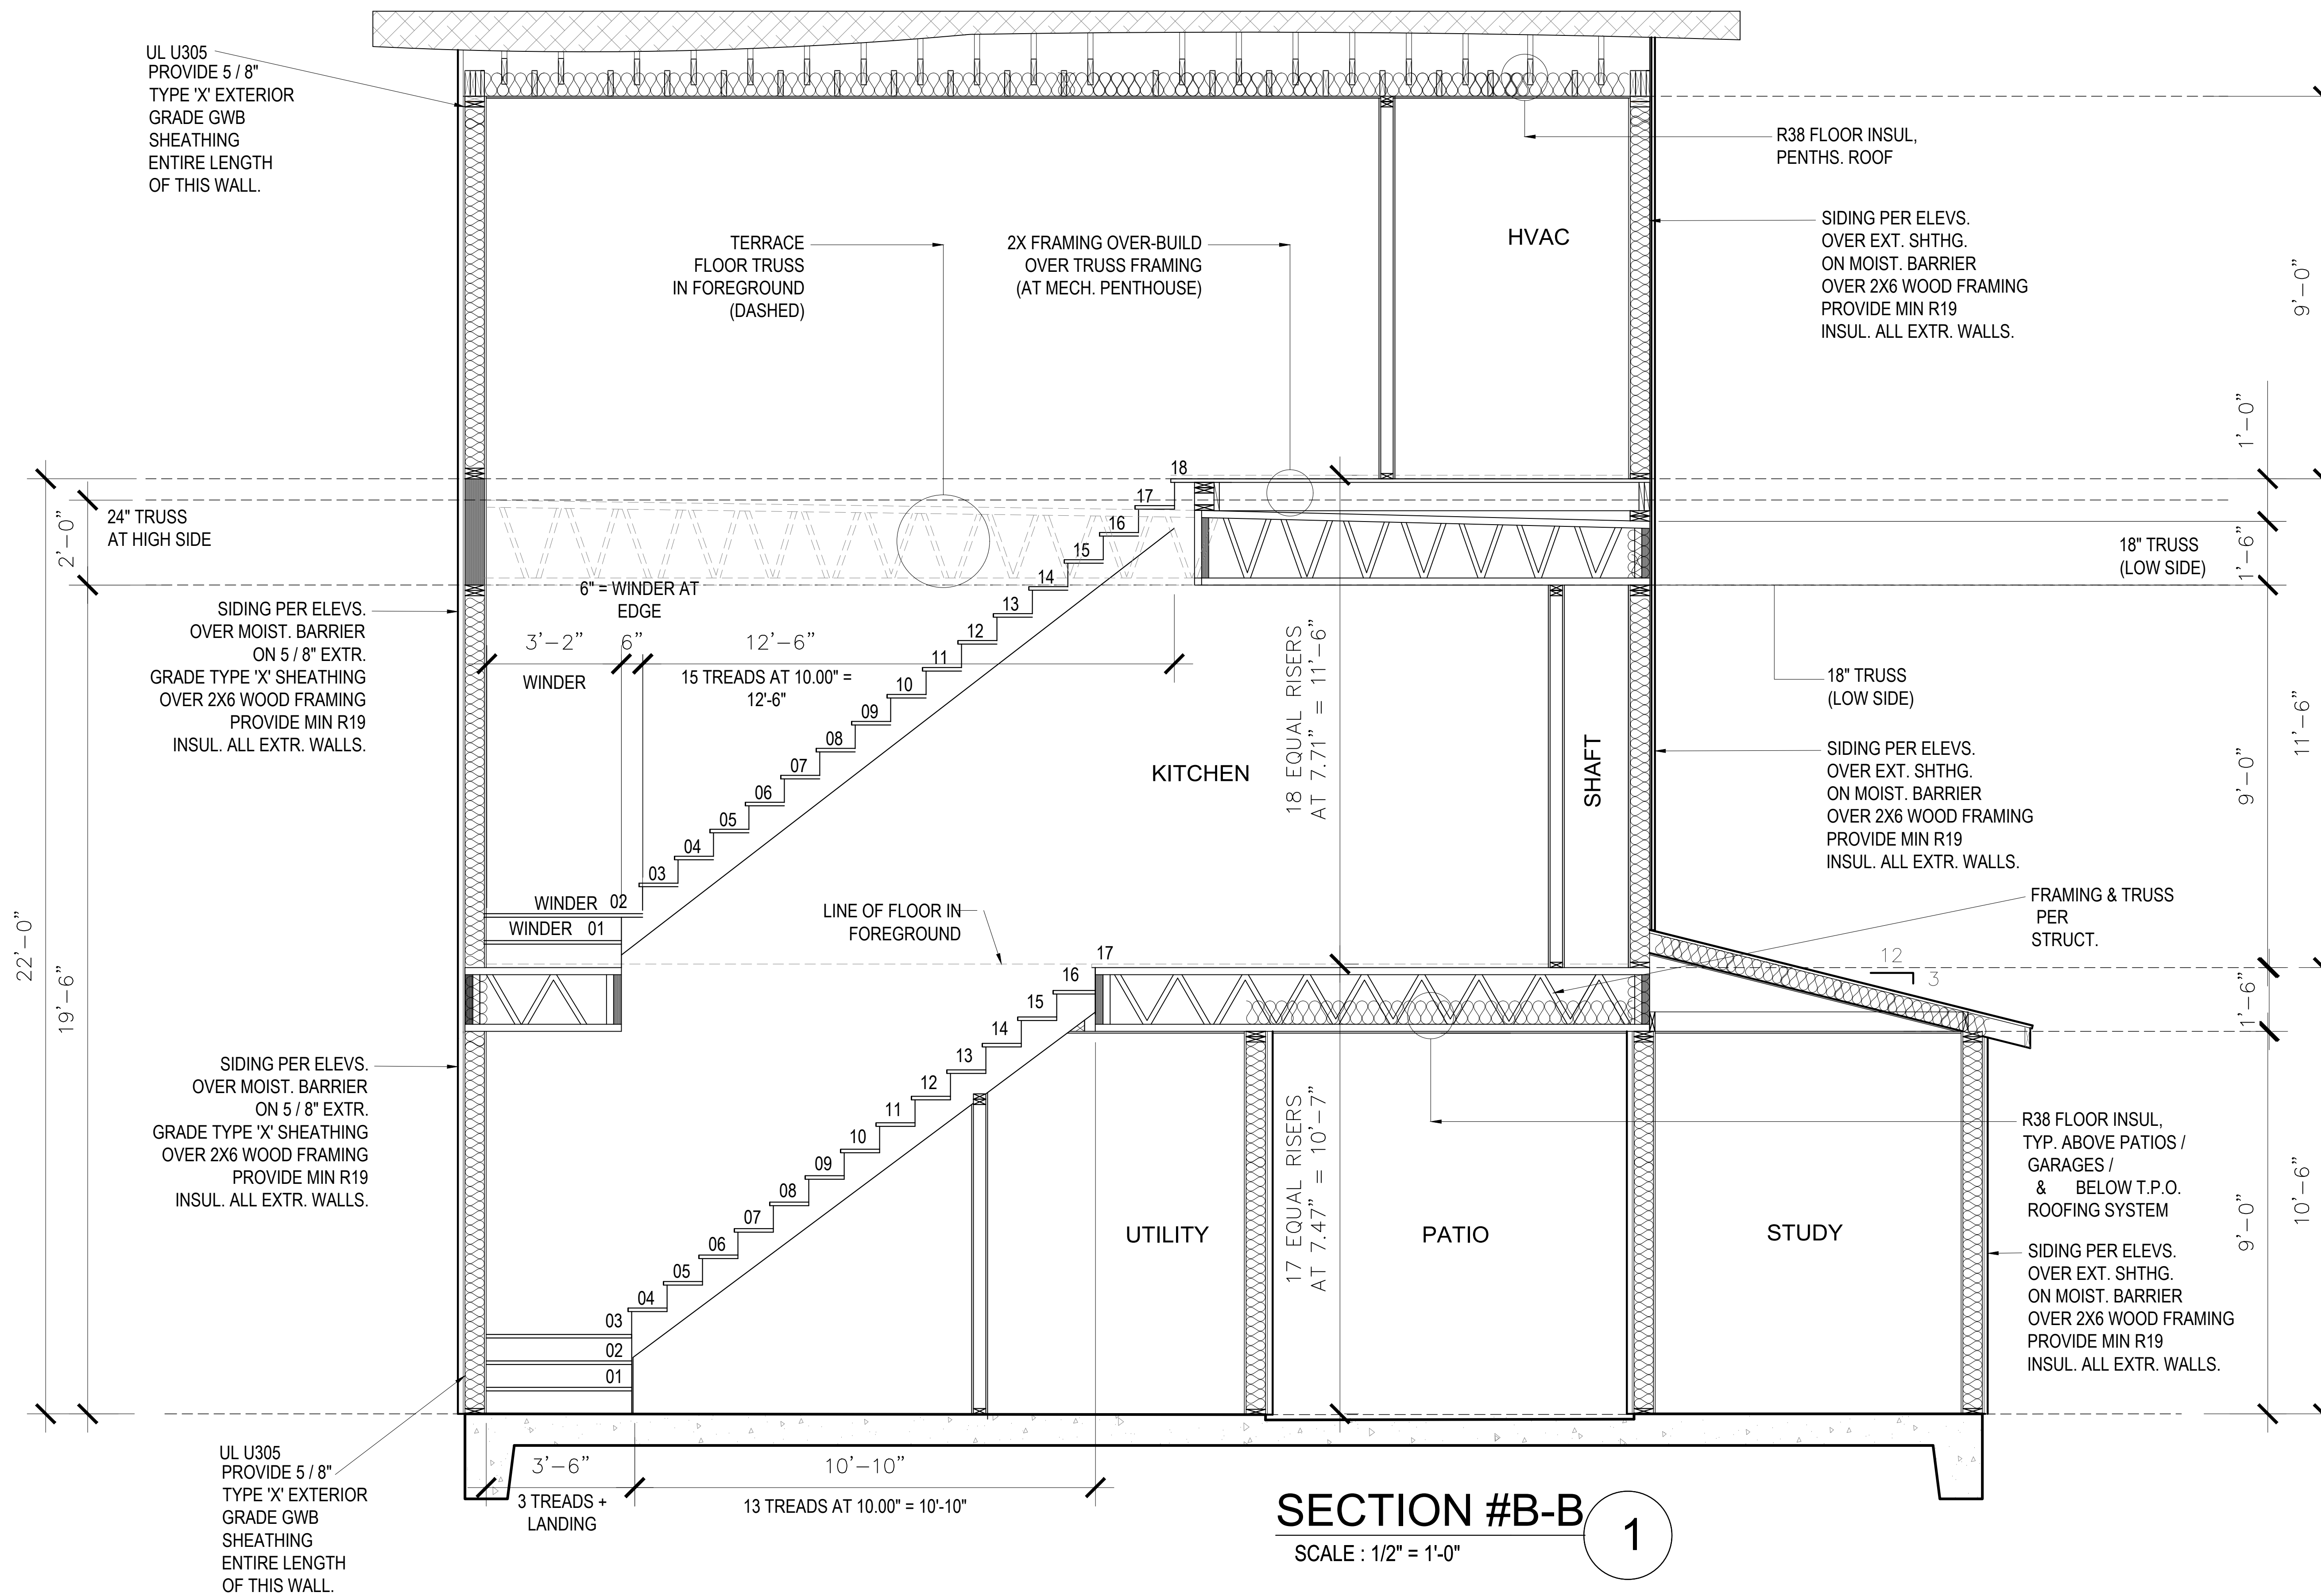 UL U305
PROVIDE 5 / 8"
TYPE 'X' EXTERIOR
GRADE GWB
SHEATHING
ENTIRE LENGTH
OF THIS WALL.
R38 FLOOR INSUL,
PENTHS. ROOF
TERRACE
FLOOR TRUSS
IN FOREGROUND
(DASHED)
2X FRAMING OVER-BUILD
OVER TRUSS FRAMING
(AT MECH. PENTHOUSE)
HVAC
SIDING PER ELEVS.
OVER EXT. SHTHG.
ON MOIST. BARRIER
OVER 2X6 WOOD FRAMING
PROVIDE MIN R19
INSUL. ALL EXTR. WALLS.
9'-0"
1'-0"
24" TRUSS
AT HIGH SIDE
2'-0"
18" TRUSS
(LOW SIDE)
1'-6"
SIDING PER ELEVS.
OVER MOIST. BARRIER
ON 5 / 8" EXTR.
GRADE TYPE 'X' SHEATHING
OVER 2X6 WOOD FRAMING
PROVIDE MIN R19
INSUL. ALL EXTR. WALLS.
6" = WINDER AT
EDGE
3'-2"
6"
12'-6"
WINDER
15 TREADS AT 10.00" =
12'-6"
18
17
16
15
14
13
12
11
10
09
08
07
06
05
04
03
WINDER 02
WINDER 01
KITCHEN
18 EQUAL RISERS
AT 7.71" = 11'-6"
SHAFT
18" TRUSS
(LOW SIDE)
SIDING PER ELEVS.
OVER EXT. SHTHG.
ON MOIST. BARRIER
OVER 2X6 WOOD FRAMING
PROVIDE MIN R19
INSUL. ALL EXTR. WALLS.
9'-0"
11'-6"
FRAMING & TRUSS
PER
STRUCT.
LINE OF FLOOR IN
FOREGROUND
12
3
22'-0"
19'-6"
1'-6"
SIDING PER ELEVS.
OVER MOIST. BARRIER
ON 5 / 8" EXTR.
GRADE TYPE 'X' SHEATHING
OVER 2X6 WOOD FRAMING
PROVIDE MIN R19
INSUL. ALL EXTR. WALLS.
17
16
15
14
13
12
11
10
09
08
07
06
05
04
03
02
01
UTILITY
17 EQUAL RISERS
AT 7.47" = 10'-7"
PATIO
STUDY
R38 FLOOR INSUL,
TYP. ABOVE PATIOS /
GARAGES /
& BELOW T.P.O.
ROOFING SYSTEM
9'-0"
10'-6"
SIDING PER ELEVS.
OVER EXT. SHTHG.
ON MOIST. BARRIER
OVER 2X6 WOOD FRAMING
PROVIDE MIN R19
INSUL. ALL EXTR. WALLS.
UL U305
PROVIDE 5 / 8"
TYPE 'X' EXTERIOR
GRADE GWB
SHEATHING
ENTIRE LENGTH
OF THIS WALL.
3'-6"
3 TREADS +
LANDING
10'-10"
13 TREADS AT 10.00" = 10'-10"
SECTION #B-B
1
SCALE : 1/2" = 1'-0"